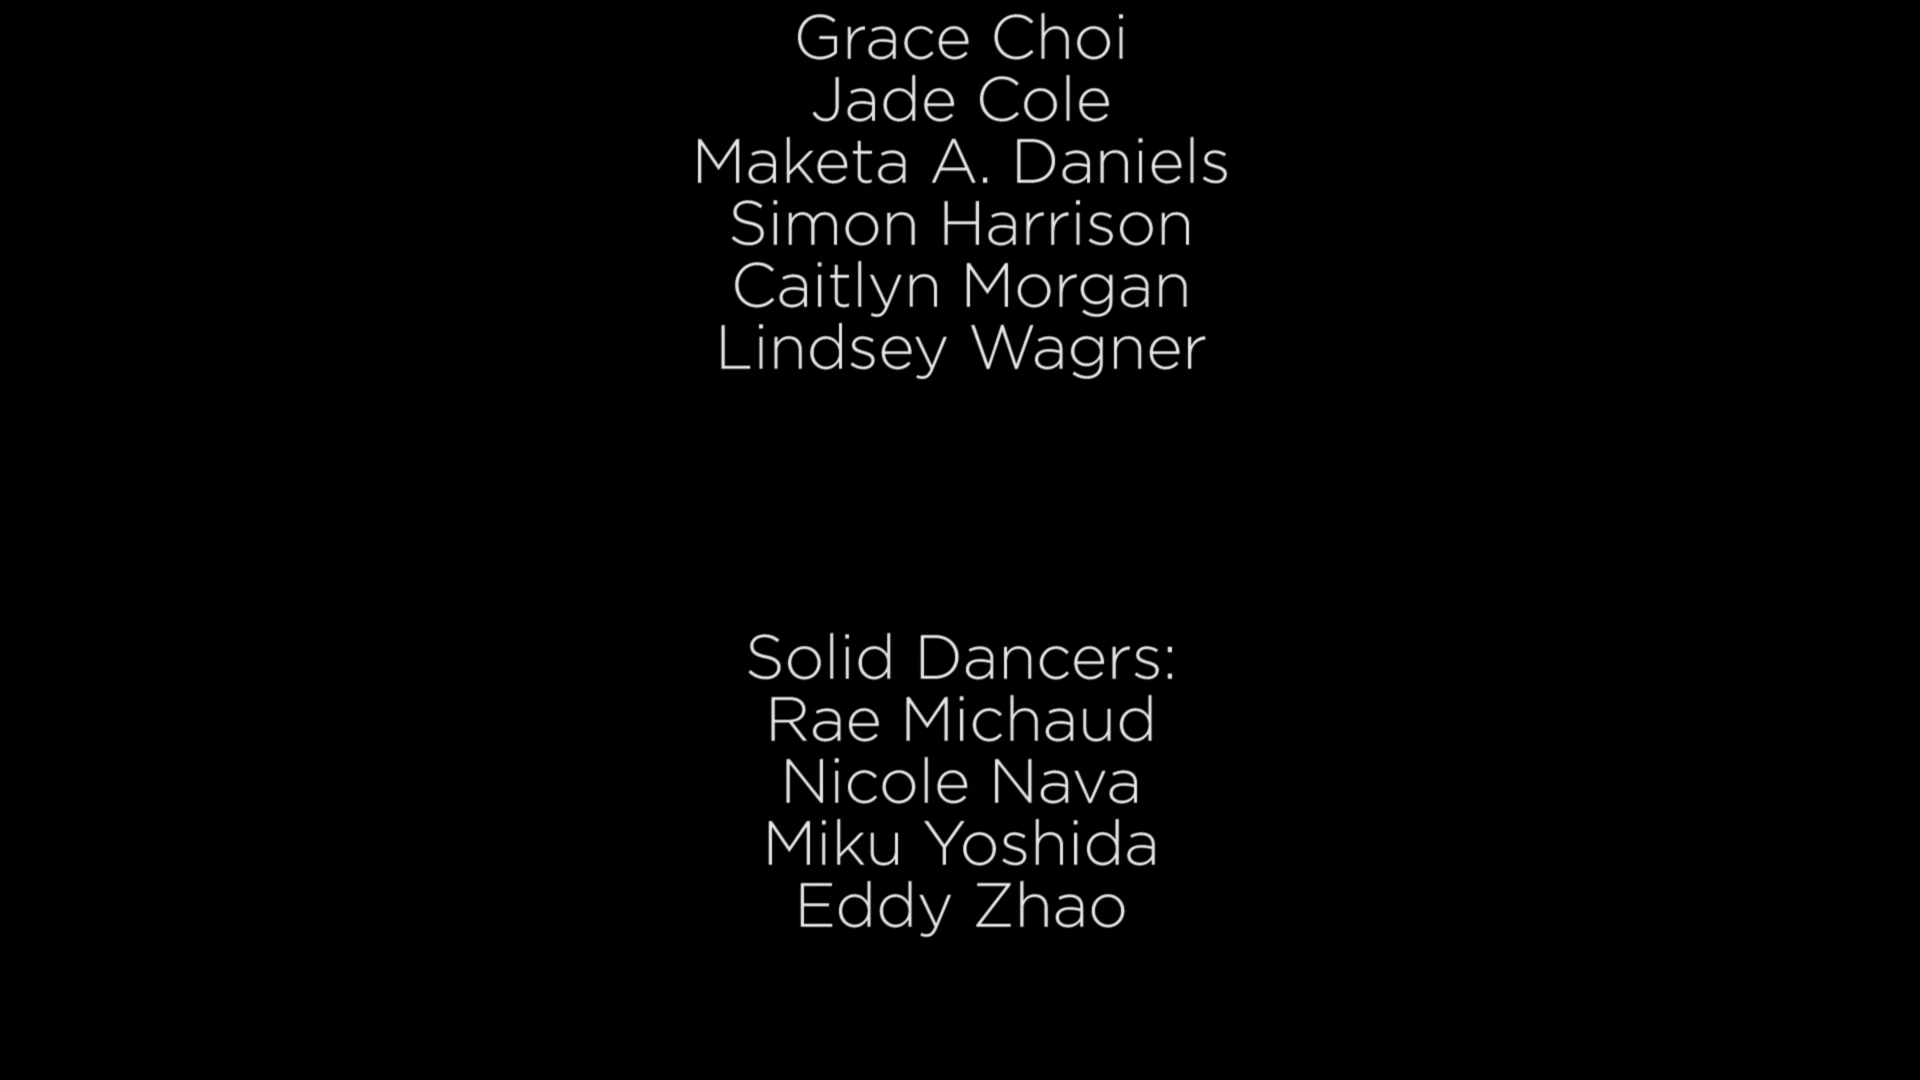 Grace Choi
Jade Cole
Maketa A. Daniels
Simon Harrison
Caitlyn Morgan
Lindsey Wagner
Solid Dancers:
Rae Michaud
Nicole Nava
Miku Yoshida
Eddy Zhao